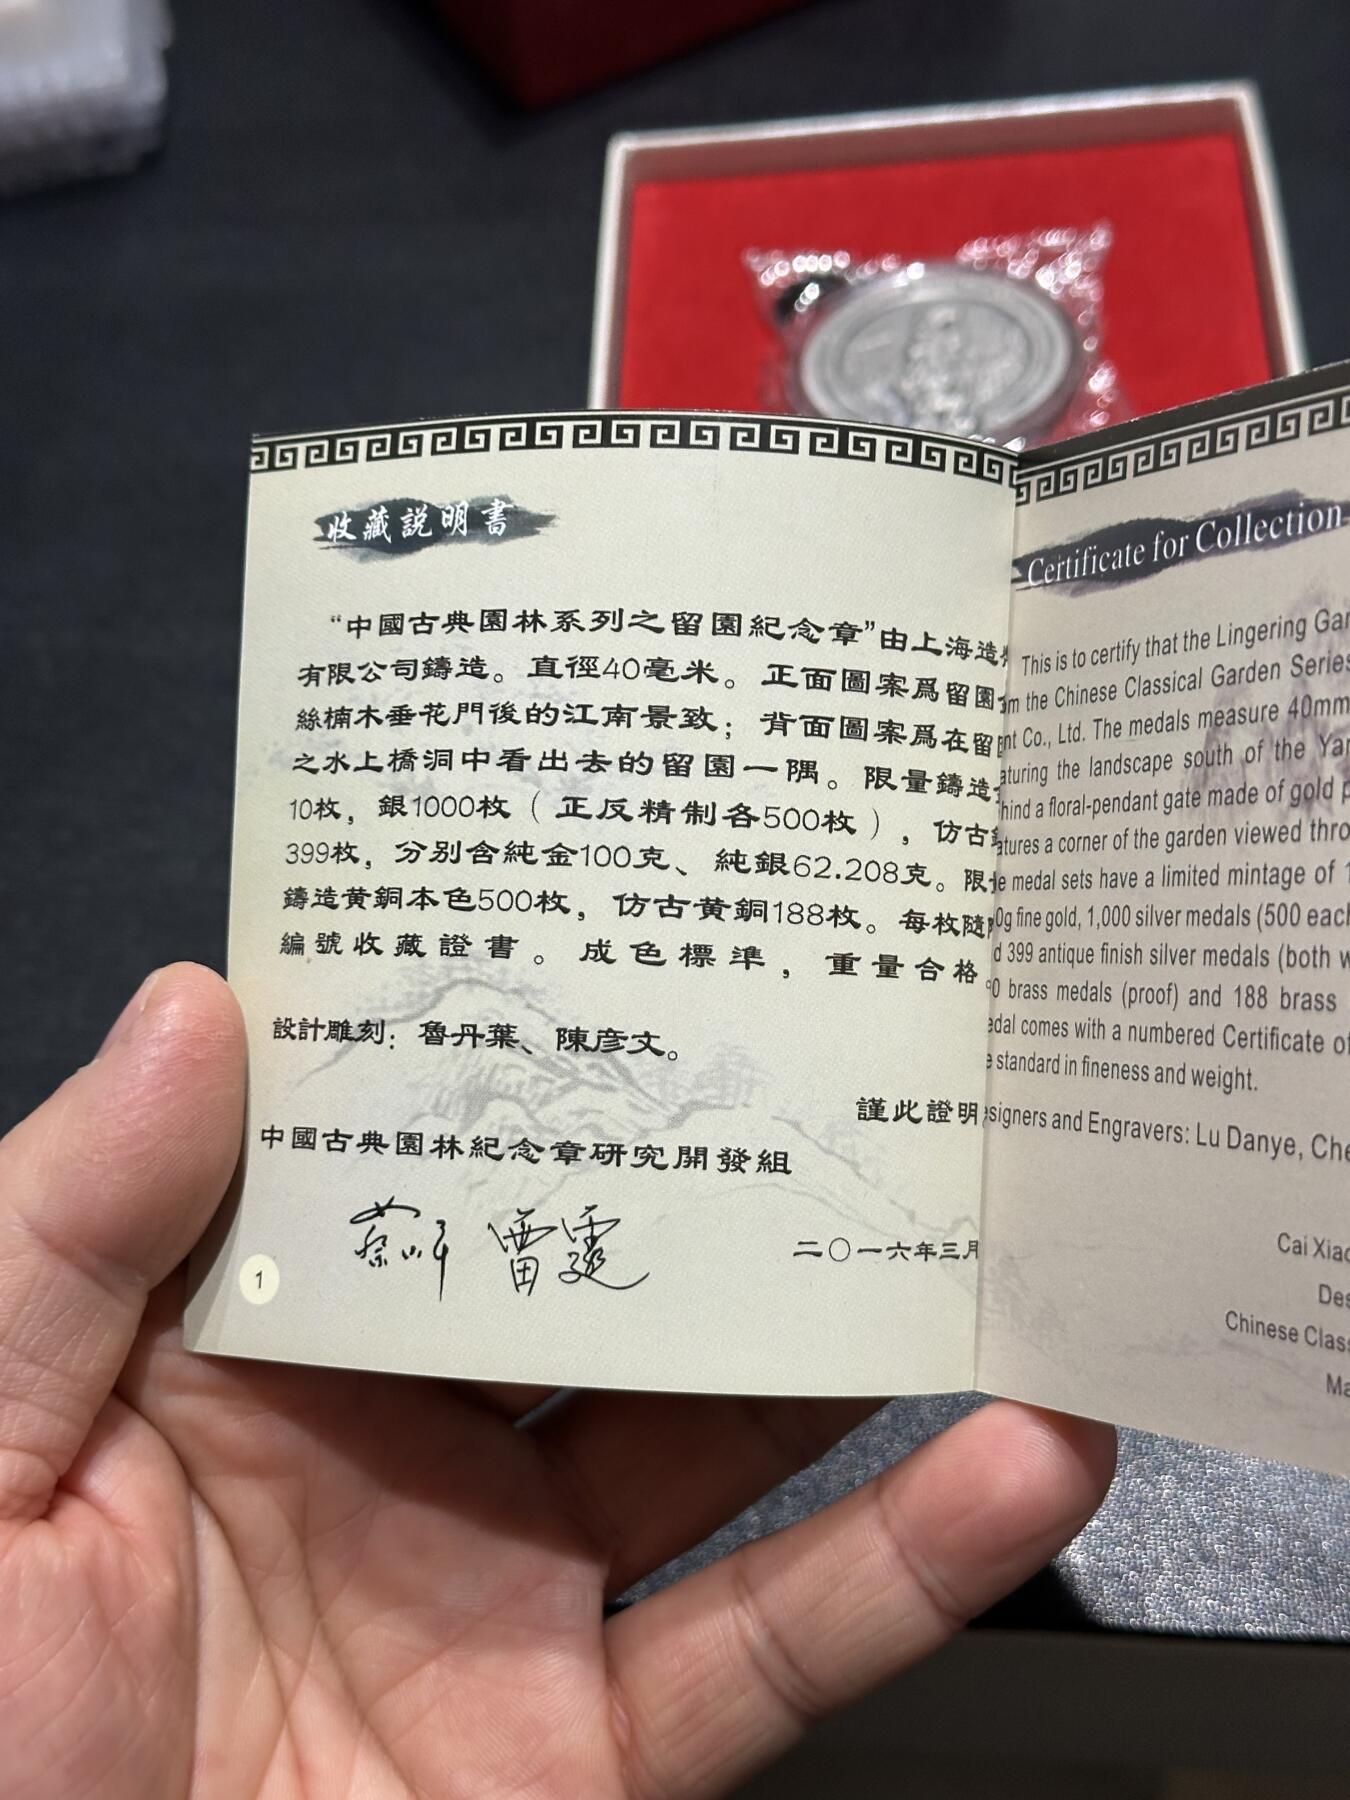 收藏説明書
“中國古典園林系列之留園紀念章”由上海造
有限公司鑄造。直徑40毫米。正面圖案爲留園
絲楠木垂花門後的江南景致；背面圖案爲在留
之水上橋洞中看出去的留園一隅。限量鑄造
10枚，銀1000枚（正反精制各500枚），仿古
399枚，分别含純金100克、純銀62.208克。限
鑄造黄銅本色500枚，仿古黄銅188枚。每枚隨
編號收藏證書。成色標準，重量合格
設計雕刻：魯丹葉、陳彦文。
謹此證明
中國古典園林紀念章研究開發組
二〇一六年三月
1
Certificate for Collection
This is to certify that the Lingering Gar
m the Chinese Classical Garden Series
nt Co., Ltd. The medals measure 40mm
aturing the landscape south of the Yan
hind a floral-pendant gate made of gold p
atures a corner of the garden viewed thro
e medal sets have a limited mintage of 1
0g fine gold, 1,000 silver medals (500 each
d 399 antique finish silver medals (both w
00 brass medals (proof) and 188 brass
edal comes with a numbered Certificate of
e standard in fineness and weight.
esigners and Engravers: Lu Danye, Che
Cai Xiao
Des
Chinese Class
Ma